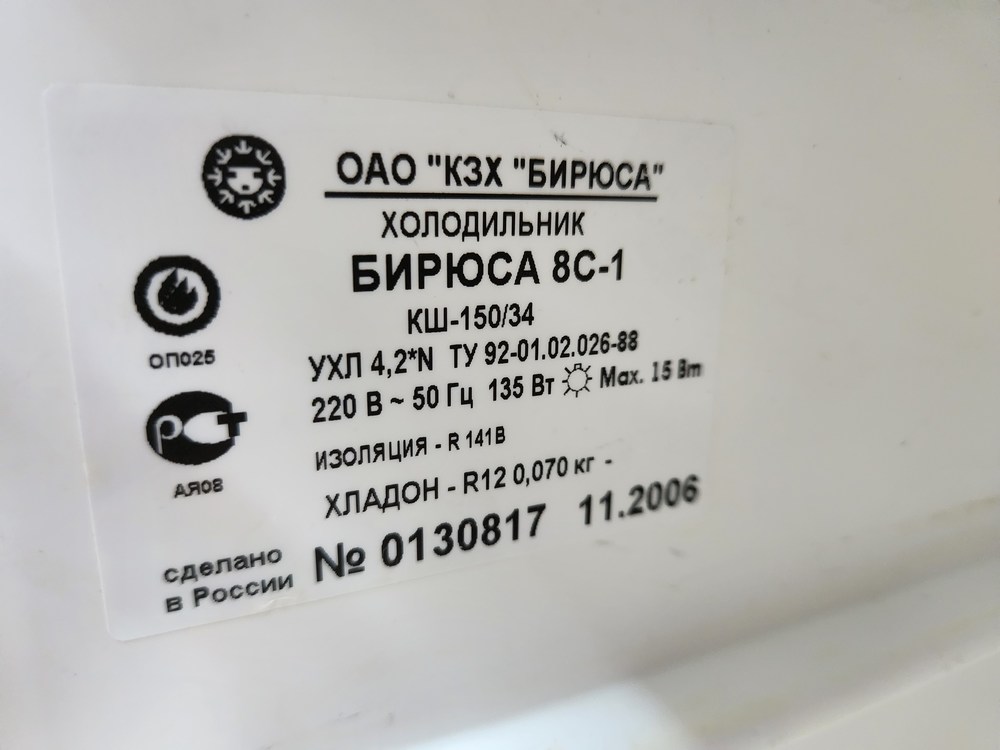 ОАО "КЗХ "БИРЮСА"
ХОЛОДИЛЬНИК
БИРЮСА 8С-1
КШ-150/34
УХЛ 4,2*N ТУ 92-01.02.026-88
220 В ~ 50 Гц 135 Вт Max. 15 Вт
ИЗОЛЯЦИЯ - R 141B
ХЛАДОН - R12 0,070 кг -
№ 0130817 11.2006
ОП025
РСТ
АЯ08
сделано
в России